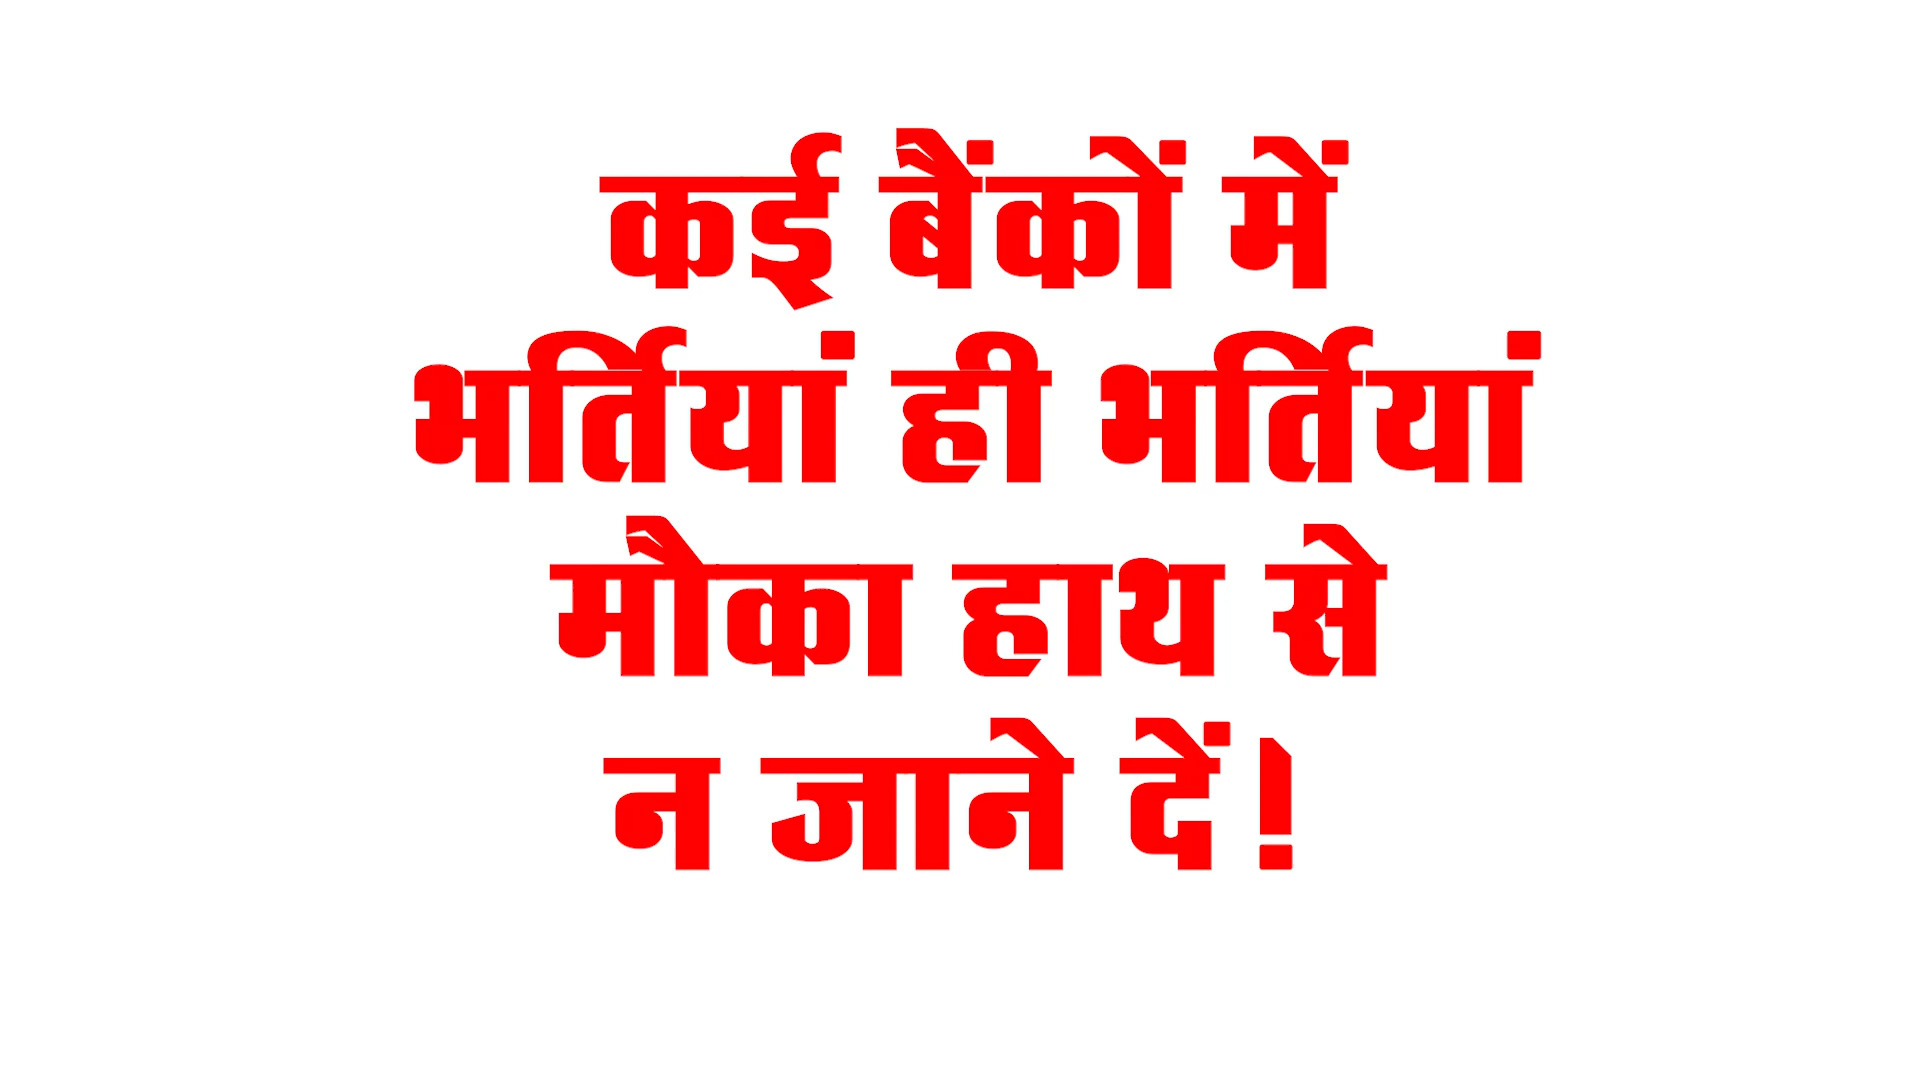 कई बैंकों में
भर्तियां ही भर्तियां
मौका हाथ से
न जाने दें!